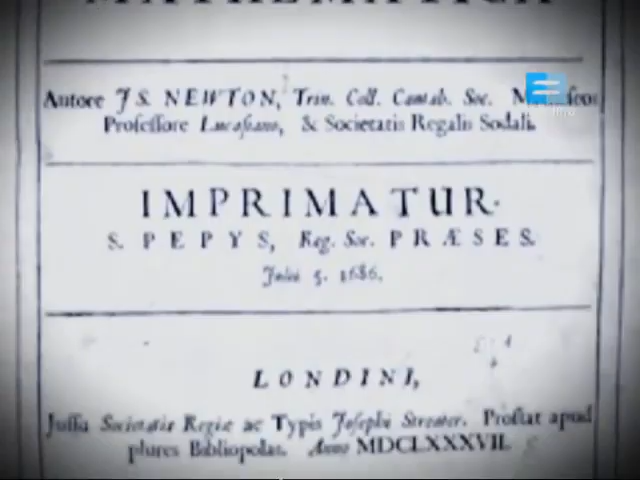 MATHEMATICA
Autore JS. NEWTON, Trin. Coll. Cantab. Soc.
Professore Lucasiano, & Societatis Regalis Sodali.
IMPRIMATUR.
S. PEPYS, Reg. Soc. PRÆSES.
Julii 5. 1686.
LONDINI,
Jussu Societatis Regiæ ac Typis Josephi Streater. Prostat apud
plures Bibliopolas. Anno MDCLXXXVII.